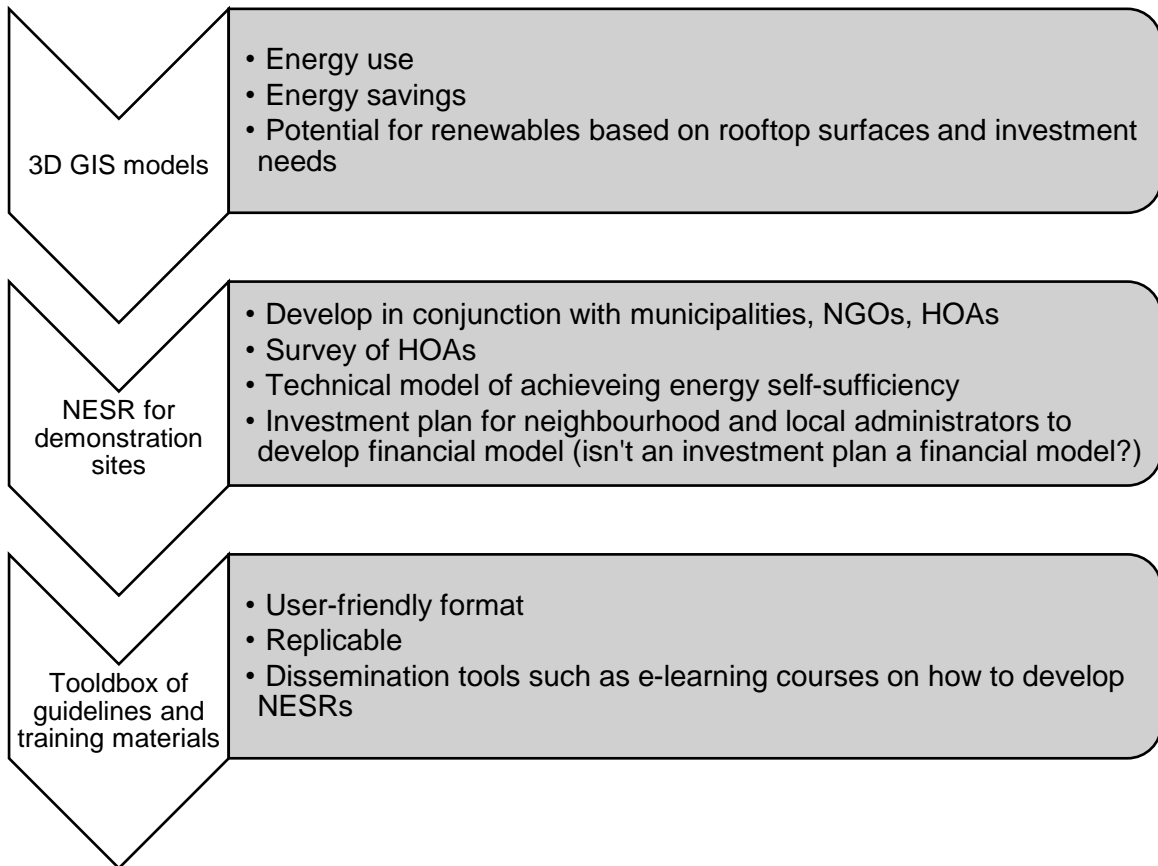 3D GIS models
• Energy use
• Energy savings
• Potential for renewables based on rooftop surfaces and investment
needs
NESR for
demonstration
sites
• Develop in conjunction with municipalities, NGOs, HOAs
• Survey of HOAs
• Technical model of achieveing energy self-sufficiency
• Investment plan for neighbourhood and local administrators to
develop financial model (isn't an investment plan a financial model?)
Tooldbox of
guidelines and
training materials
• User-friendly format
• Replicable
• Dissemination tools such as e-learning courses on how to develop
NESRs